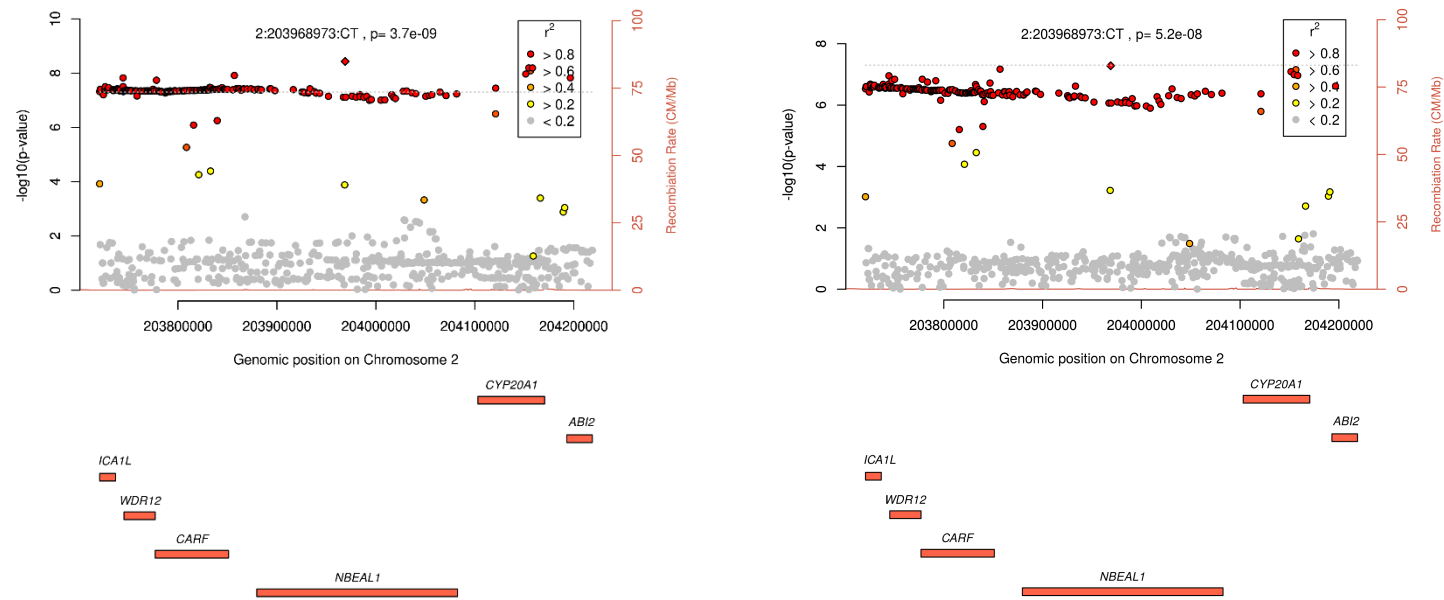 2:203968973:CT , p= 3.7e-09
10
8
6
4
2
0
-log10(p-value)
r2
> 0.8
> 0.6
> 0.4
> 0.2
< 0.2
100
75
50
25
0
Recombiation Rate (CM/Mb)
203800000 203900000 204000000 204100000 204200000
Genomic position on Chromosome 2
CYP20A1
ABI2
ICA1L
WDR12
CARF
NBEAL1
2:203968973:CT , p= 5.2e-08
8
6
4
2
0
-log10(p-value)
r2
> 0.8
> 0.6
> 0.4
> 0.2
< 0.2
100
75
50
25
0
Recombiation Rate (CM/Mb)
203800000 203900000 204000000 204100000 204200000
Genomic position on Chromosome 2
CYP20A1
ABI2
ICA1L
WDR12
CARF
NBEAL1